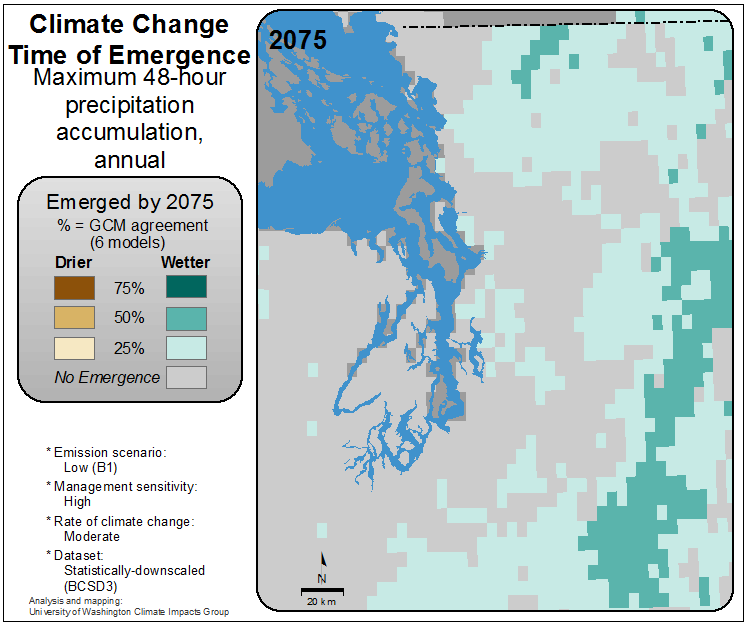 Climate Change
Time of Emergence
Maximum 48-hour
precipitation
accumulation,
annual
Emerged by 2075
% = GCM agreement
(6 models)
Drier Wetter
75%
50%
25%
No Emergence
* Emission scenario:
Low (B1)
* Management sensitivity:
High
* Rate of climate change:
Moderate
* Dataset:
Statistically-downscaled
(BCSD3)
Analysis and mapping:
University of Washington Climate Impacts Group
2075
N
20 km